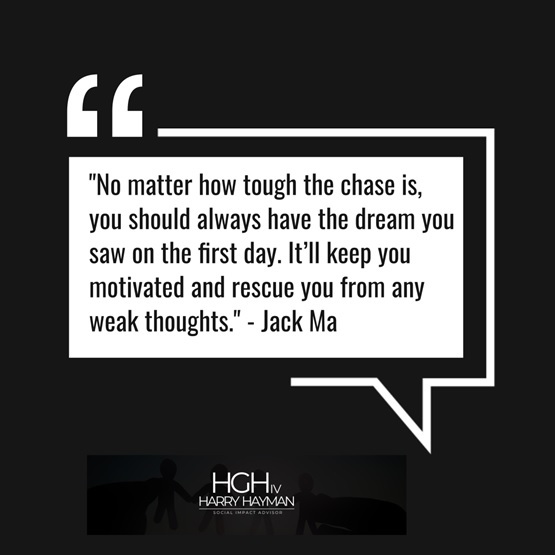 "No matter how tough the chase is,
you should always have the dream you
saw on the first day. It’ll keep you
motivated and rescue you from any
weak thoughts." - Jack Ma
HGHIV
HARRY HAYMAN
SOCIAL IMPACT ADVISOR